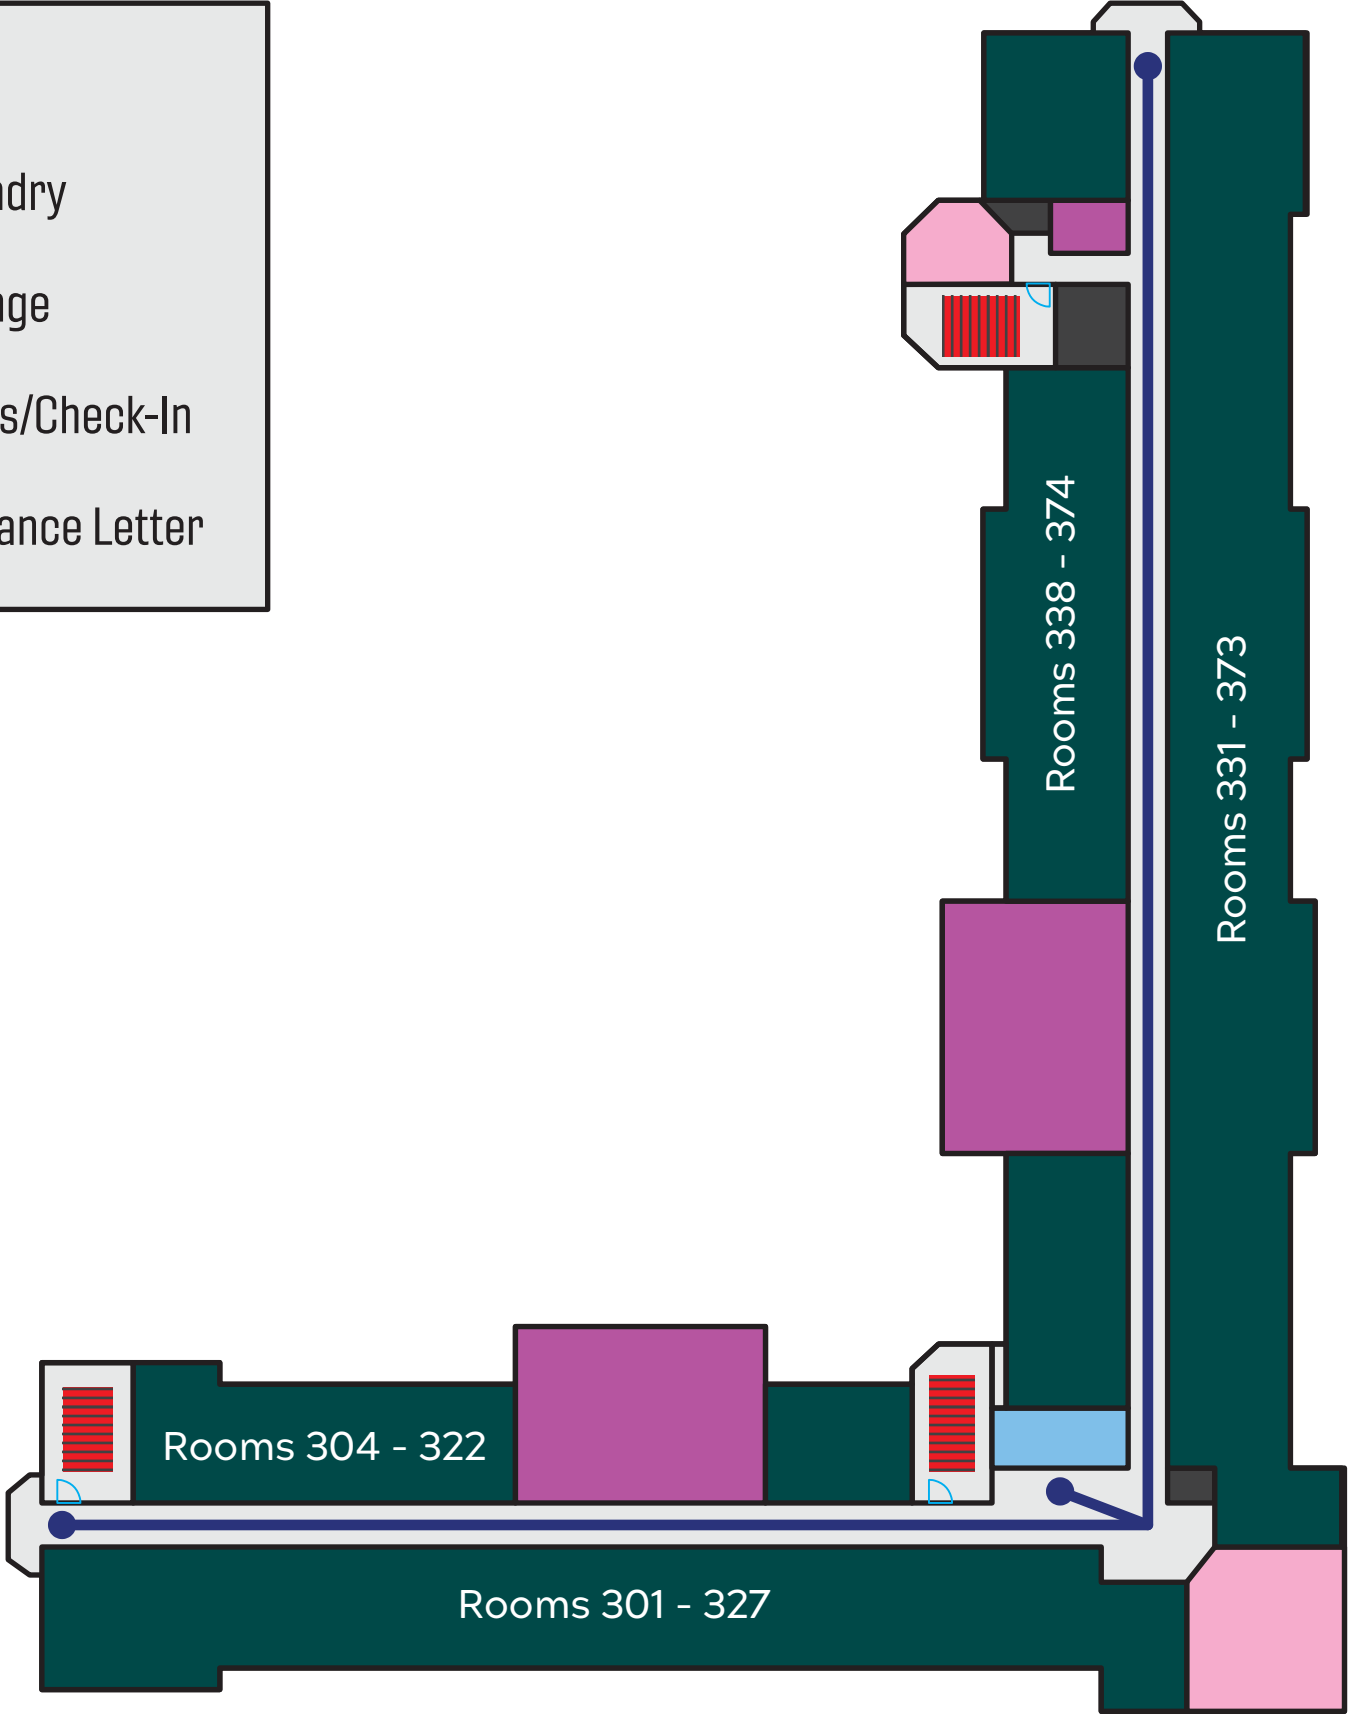 ndry
nge
s/Check-In
ance Letter
Rooms 338 - 374
Rooms 331 - 373
Rooms 304 - 322
Rooms 301 - 327